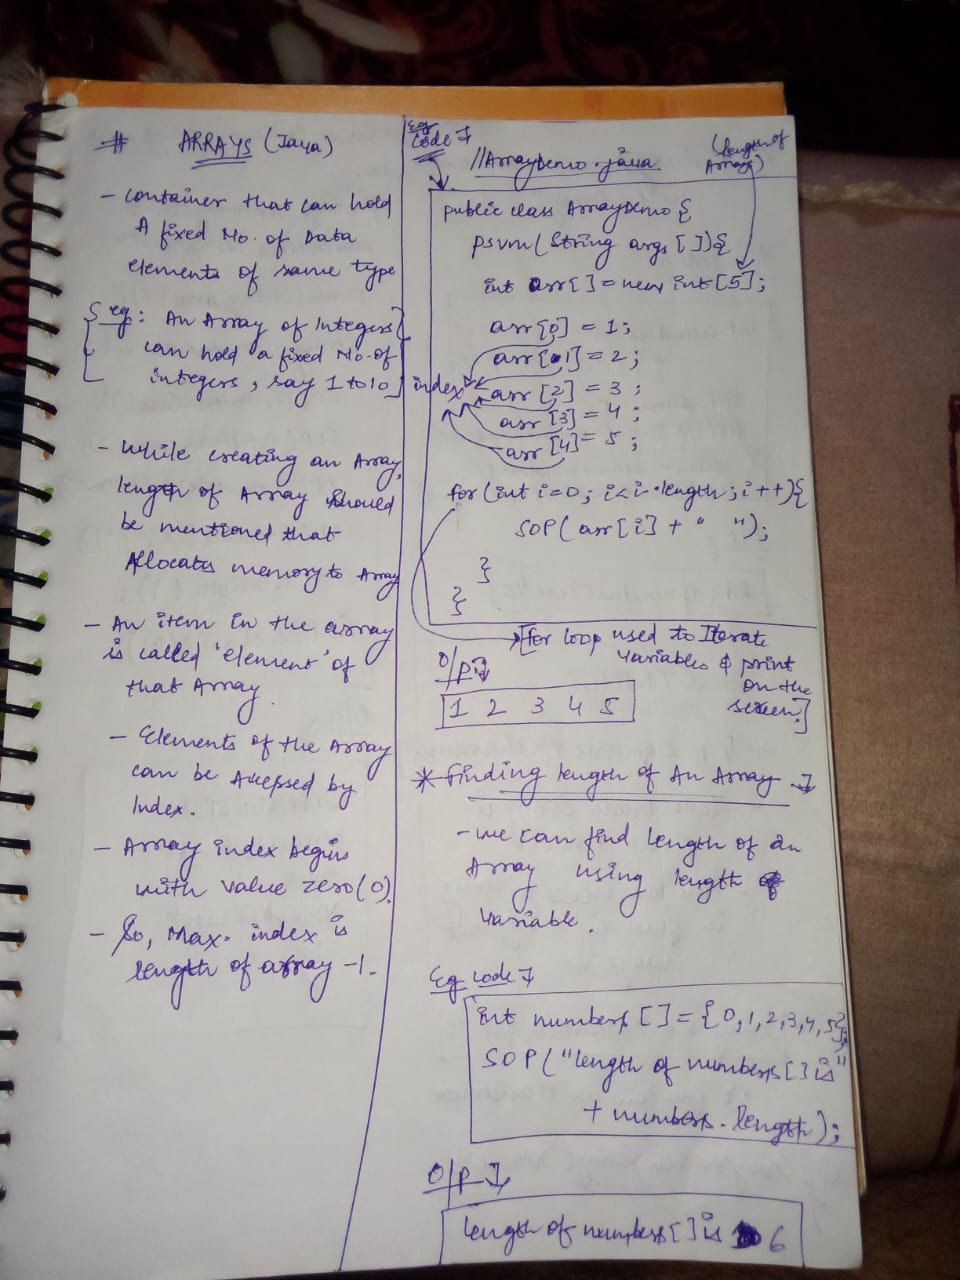 # ARRAYS (Java)
- Container that can hold
A fixed No. of Data
elements of same type
eg: An Array of Integers
can hold a fixed No. of
integers, say 1 to 10
- While creating an Array,
length of Array should
be mentioned that
Allocates memory to Array
- An item in the array
is called 'element' of
that Array.
- Elements of the Array
can be Accessed by
Index.
- Array index begins
with value zero (0).
- So, Max. index is
length of array -1.
Eg
Code
//ArrayDemo.java
(length of
Array)
public class ArrayDemo {
psvm (String args []) {
int arr[] = new int [5];
arr[0] = 1;
arr[1] = 2;
index
arr[2] = 3;
arr[3] = 4;
arr[4] = 5;
for (int i=0; i<i.length; i++){
SOP (arr[i] + " ");
}
}
[for loop used to Iterate
variables & print
on the
screen.]
O/P
1 2 3 4 5
* Finding length of An Array
- we can find length of an
Array using length
variable.
Eg code
int numbers [] = {0,1,2,3,4,5};
SOP ("length of numbers [] is"
+ numbers.length);
O/P
length of numbers [] is 6